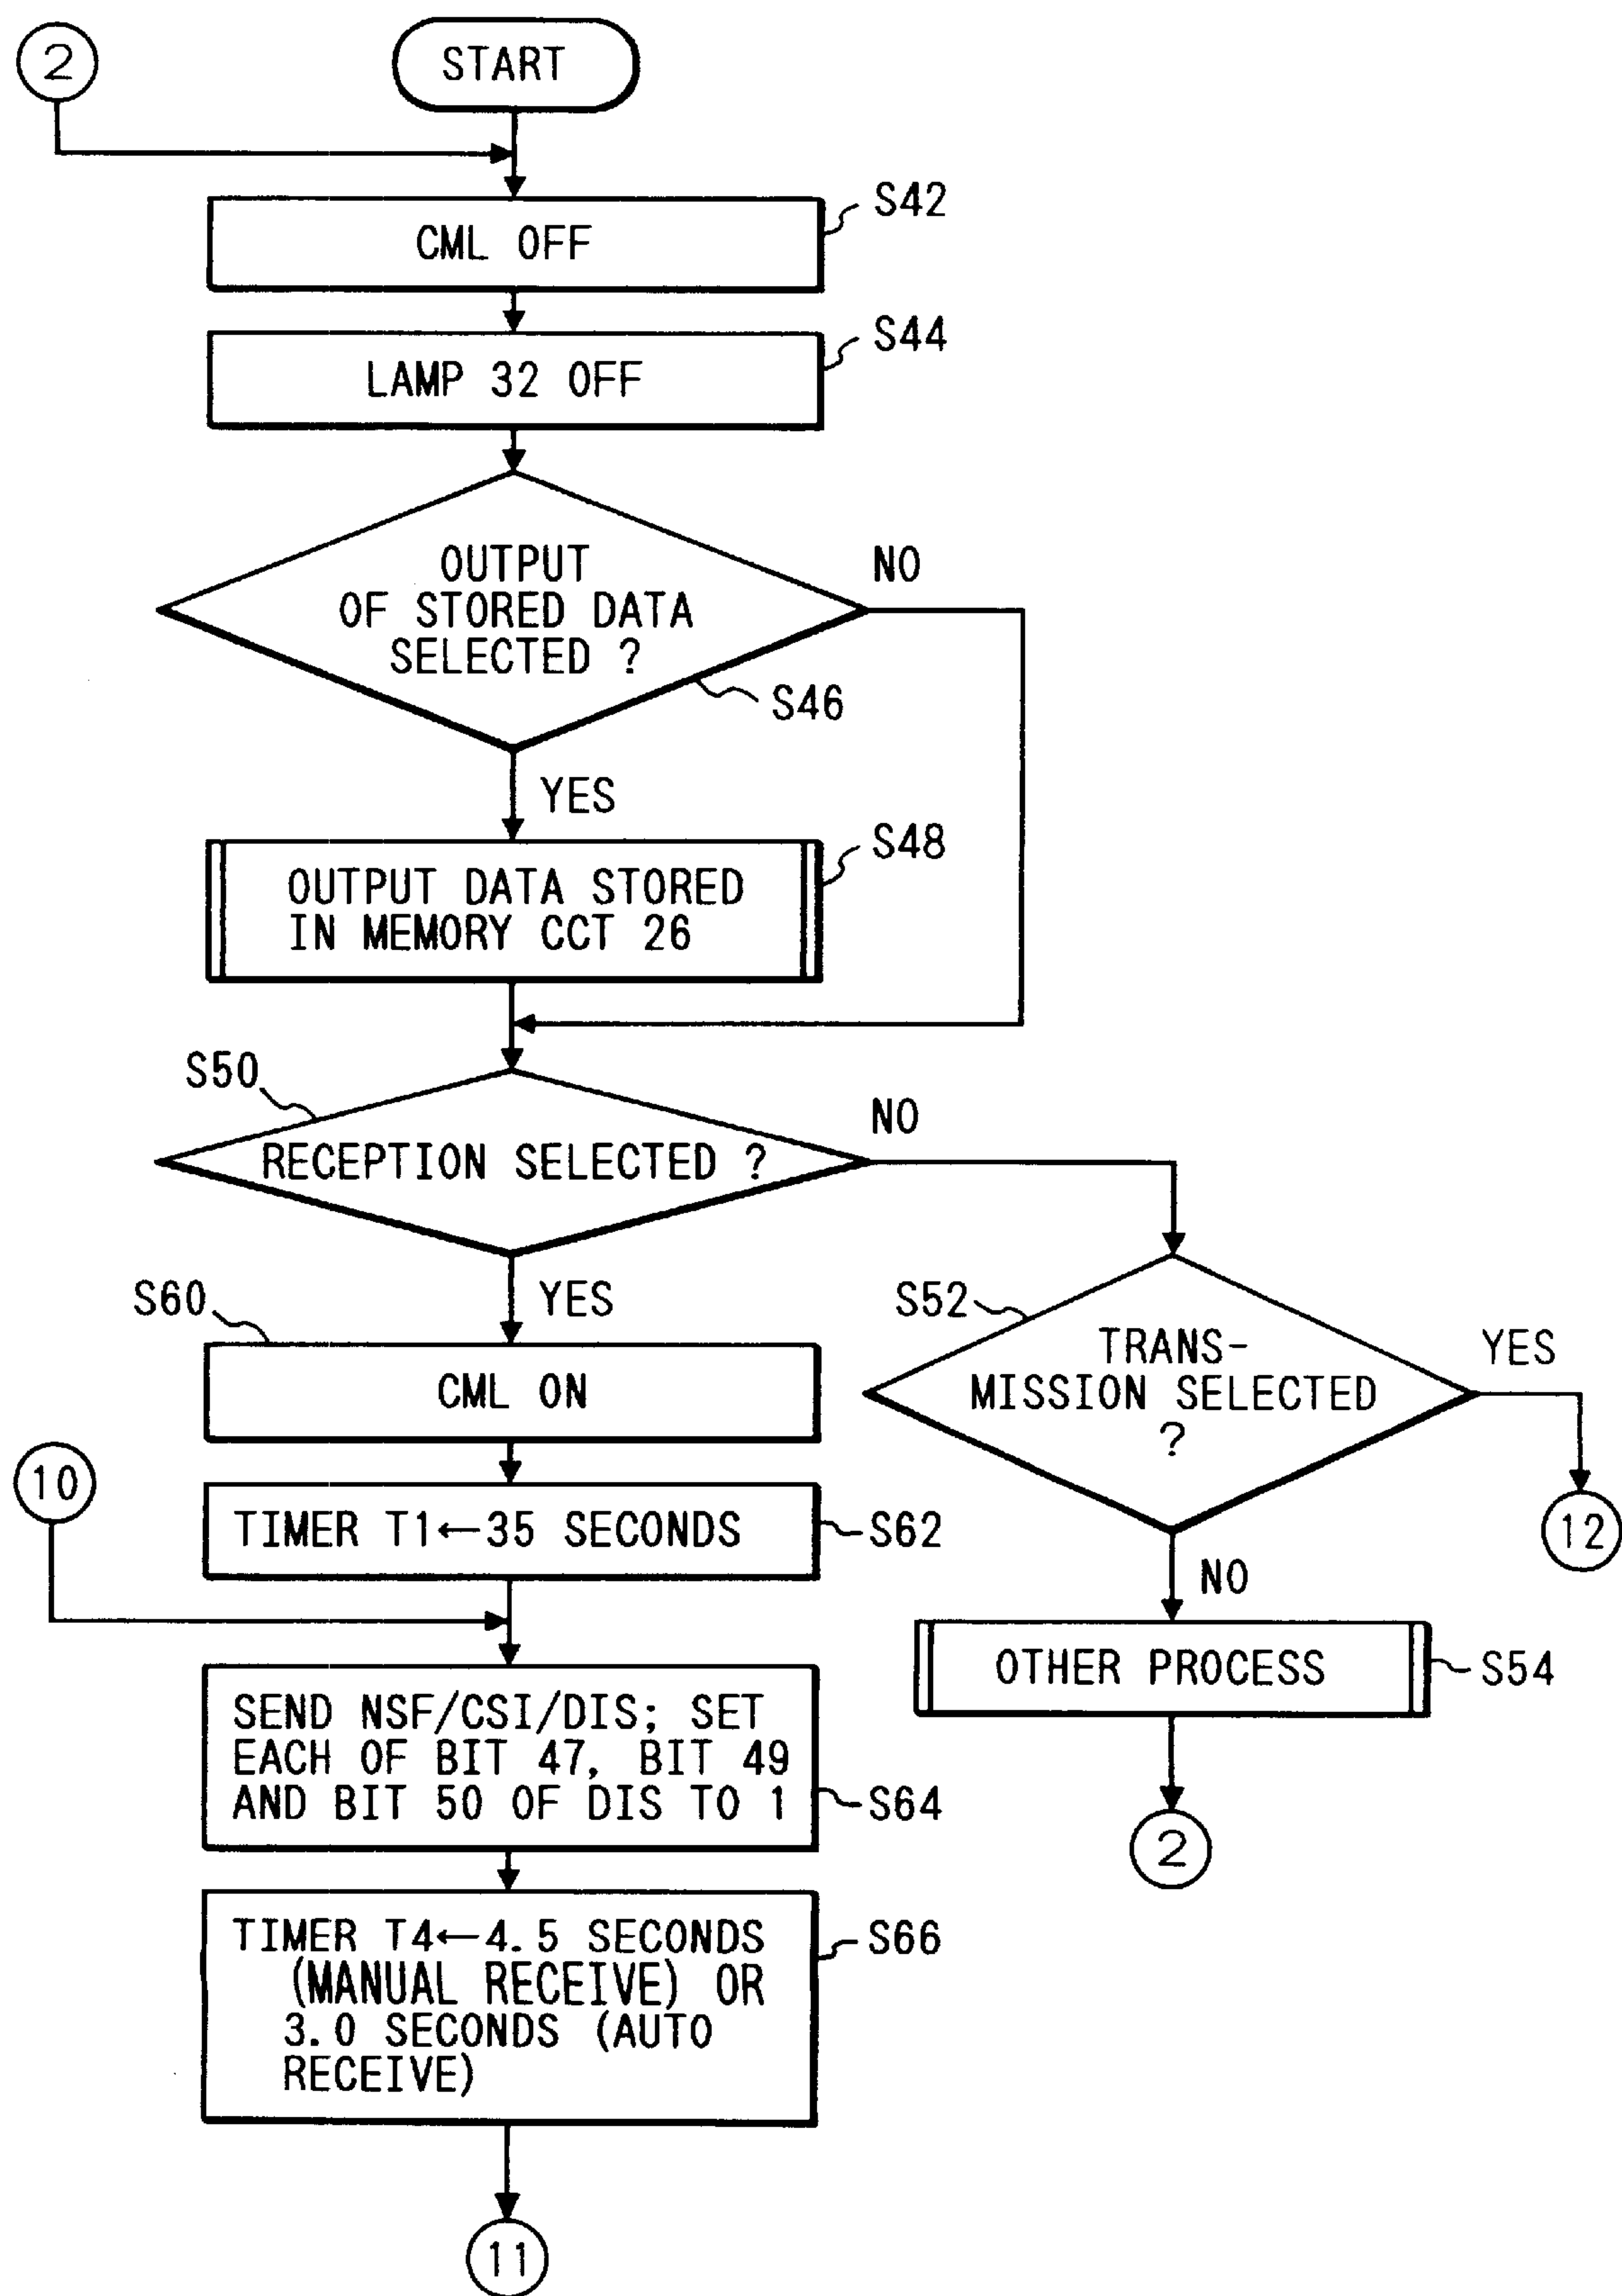 2
START
S42
CML OFF
S44
LAMP 32 OFF
OUTPUT
OF STORED DATA
SELECTED ?
NO
S46
YES
S48
OUTPUT DATA STORED
IN MEMORY CCT 26
S50
RECEPTION SELECTED ?
NO
YES
S60
CML ON
S52
TRANS-
MISSION SELECTED
?
YES
12
NO
10
TIMER T1←35 SECONDS
S62
OTHER PROCESS
S54
2
SEND NSF/CSI/DIS; SET
EACH OF BIT 47, BIT 49
AND BIT 50 OF DIS TO 1
S64
TIMER T4←4.5 SECONDS
(MANUAL RECEIVE) OR
3.0 SECONDS (AUTO
RECEIVE)
S66
11